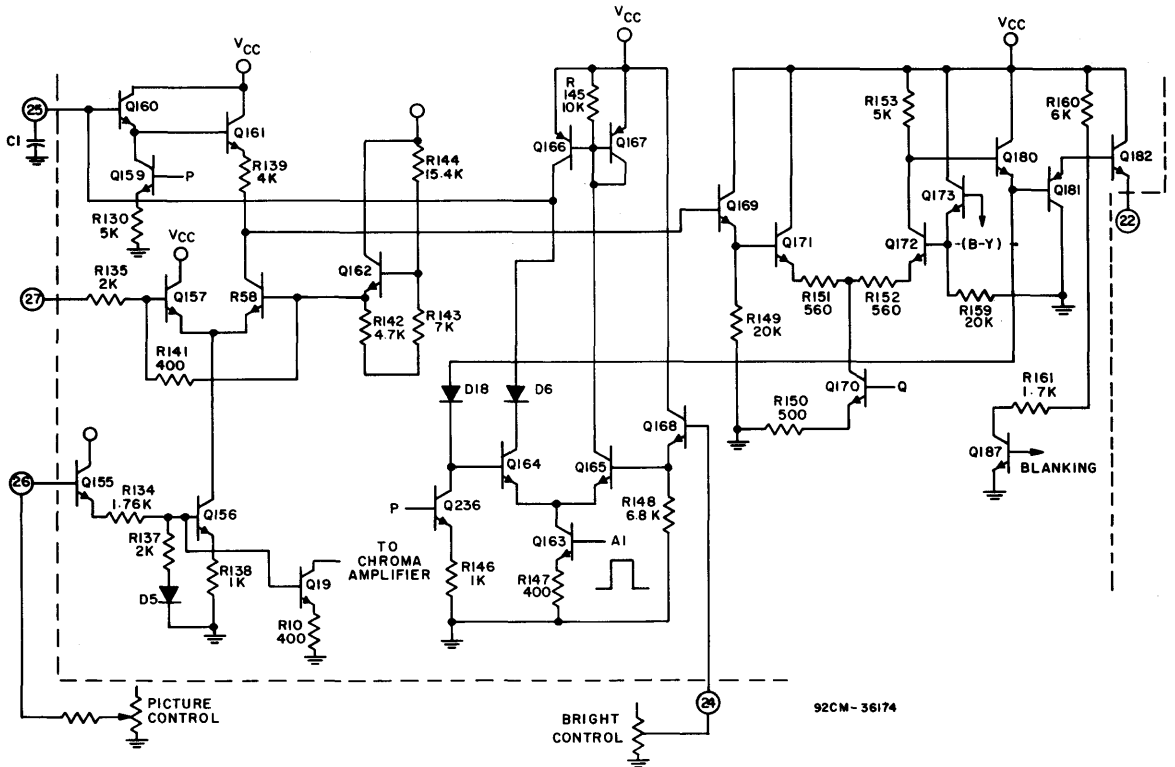 VCC
VCC
VCC
25
C1
Q160
Q161
Q159
P
R139
4K
R130
5K
VCC
R
145
10K
Q166
Q167
R144
15.4K
Q162
R142
4.7K
R143
7K
R153
5K
R160
6K
Q180
Q182
Q181
Q173
22
Q169
Q171
Q172
-(B-Y)
R151
560
R152
560
R159
20K
R149
20K
27
R135
2K
Q157
R58
R141
400
D18
D6
Q168
Q170
Q
R150
500
R161
1.7K
Q187
BLANKING
26
Q155
R134
1.76K
Q156
R137
2K
R138
1K
D5
Q19
TO
CHROMA
AMPLIFIER
R10
400
Q164
Q165
P
Q236
R146
1K
Q163
A1
R147
400
R148
6.8K
PICTURE
CONTROL
BRIGHT
CONTROL
24
92CM-36174